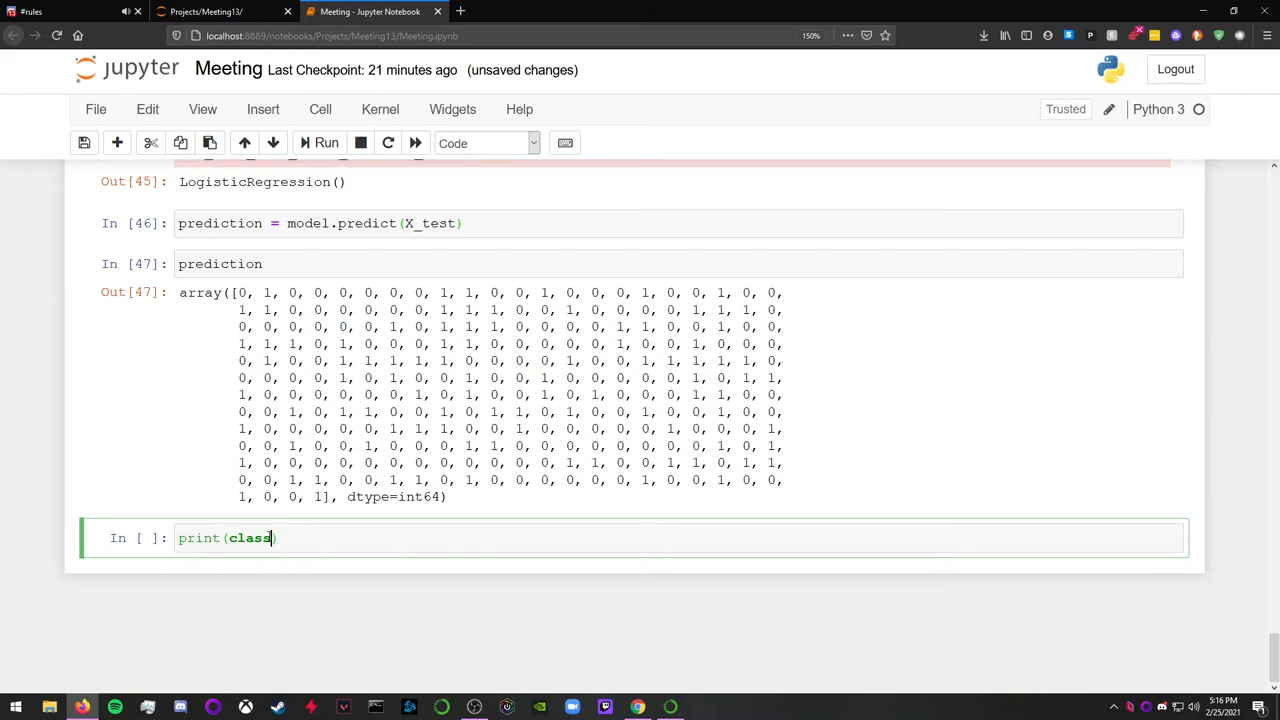 #rules
Projects/Meeting13/
Meeting - Jupyter Notebook
localhost:8889/notebooks/Projects/Meeting13/Meeting.ipynb
150%
jupyter Meeting Last Checkpoint: 21 minutes ago (unsaved changes)
Logout
File Edit View Insert Cell Kernel Widgets Help
Trusted
Python 3
Run
Code
Out[45]: LogisticRegression()
In [46]: prediction = model.predict(X_test)
In [47]: prediction
Out[47]: array([0, 1, 0, 0, 0, 0, 0, 0, 1, 1, 0, 0, 1, 0, 0, 0, 1, 0, 0, 1, 0, 0,
1, 1, 0, 0, 0, 0, 0, 0, 1, 1, 1, 0, 0, 1, 0, 0, 0, 0, 1, 1, 1, 0,
0, 0, 0, 0, 0, 0, 1, 0, 1, 1, 1, 0, 0, 0, 0, 1, 1, 0, 0, 1, 0, 0,
1, 1, 1, 0, 1, 0, 0, 0, 1, 0, 0, 0, 0, 0, 0, 1, 0, 0, 1, 0, 0, 0,
0, 1, 0, 0, 1, 1, 1, 1, 1, 0, 0, 0, 0, 1, 0, 0, 1, 1, 1, 1, 1, 0,
0, 0, 0, 0, 1, 0, 1, 0, 0, 1, 0, 0, 1, 0, 0, 0, 0, 0, 1, 0, 1, 1,
1, 0, 0, 0, 0, 0, 0, 1, 0, 1, 0, 0, 1, 0, 1, 0, 0, 0, 1, 1, 0, 0,
0, 0, 1, 0, 1, 1, 0, 0, 1, 0, 1, 1, 0, 1, 0, 0, 1, 0, 0, 1, 0, 0,
1, 0, 0, 0, 0, 0, 1, 1, 1, 0, 0, 1, 0, 0, 0, 0, 0, 1, 0, 0, 0, 1,
0, 0, 1, 0, 0, 1, 0, 0, 0, 1, 1, 0, 0, 0, 0, 0, 0, 0, 0, 1, 0, 1,
1, 0, 0, 0, 0, 0, 0, 0, 0, 0, 0, 0, 0, 1, 1, 0, 0, 1, 1, 0, 1, 1,
0, 0, 1, 1, 0, 0, 1, 1, 0, 1, 0, 0, 0, 0, 0, 0, 1, 0, 0, 1, 0, 0,
1, 0, 0, 1], dtype=int64)
In [ ]: print(class)
5:16 PM
2/25/2021